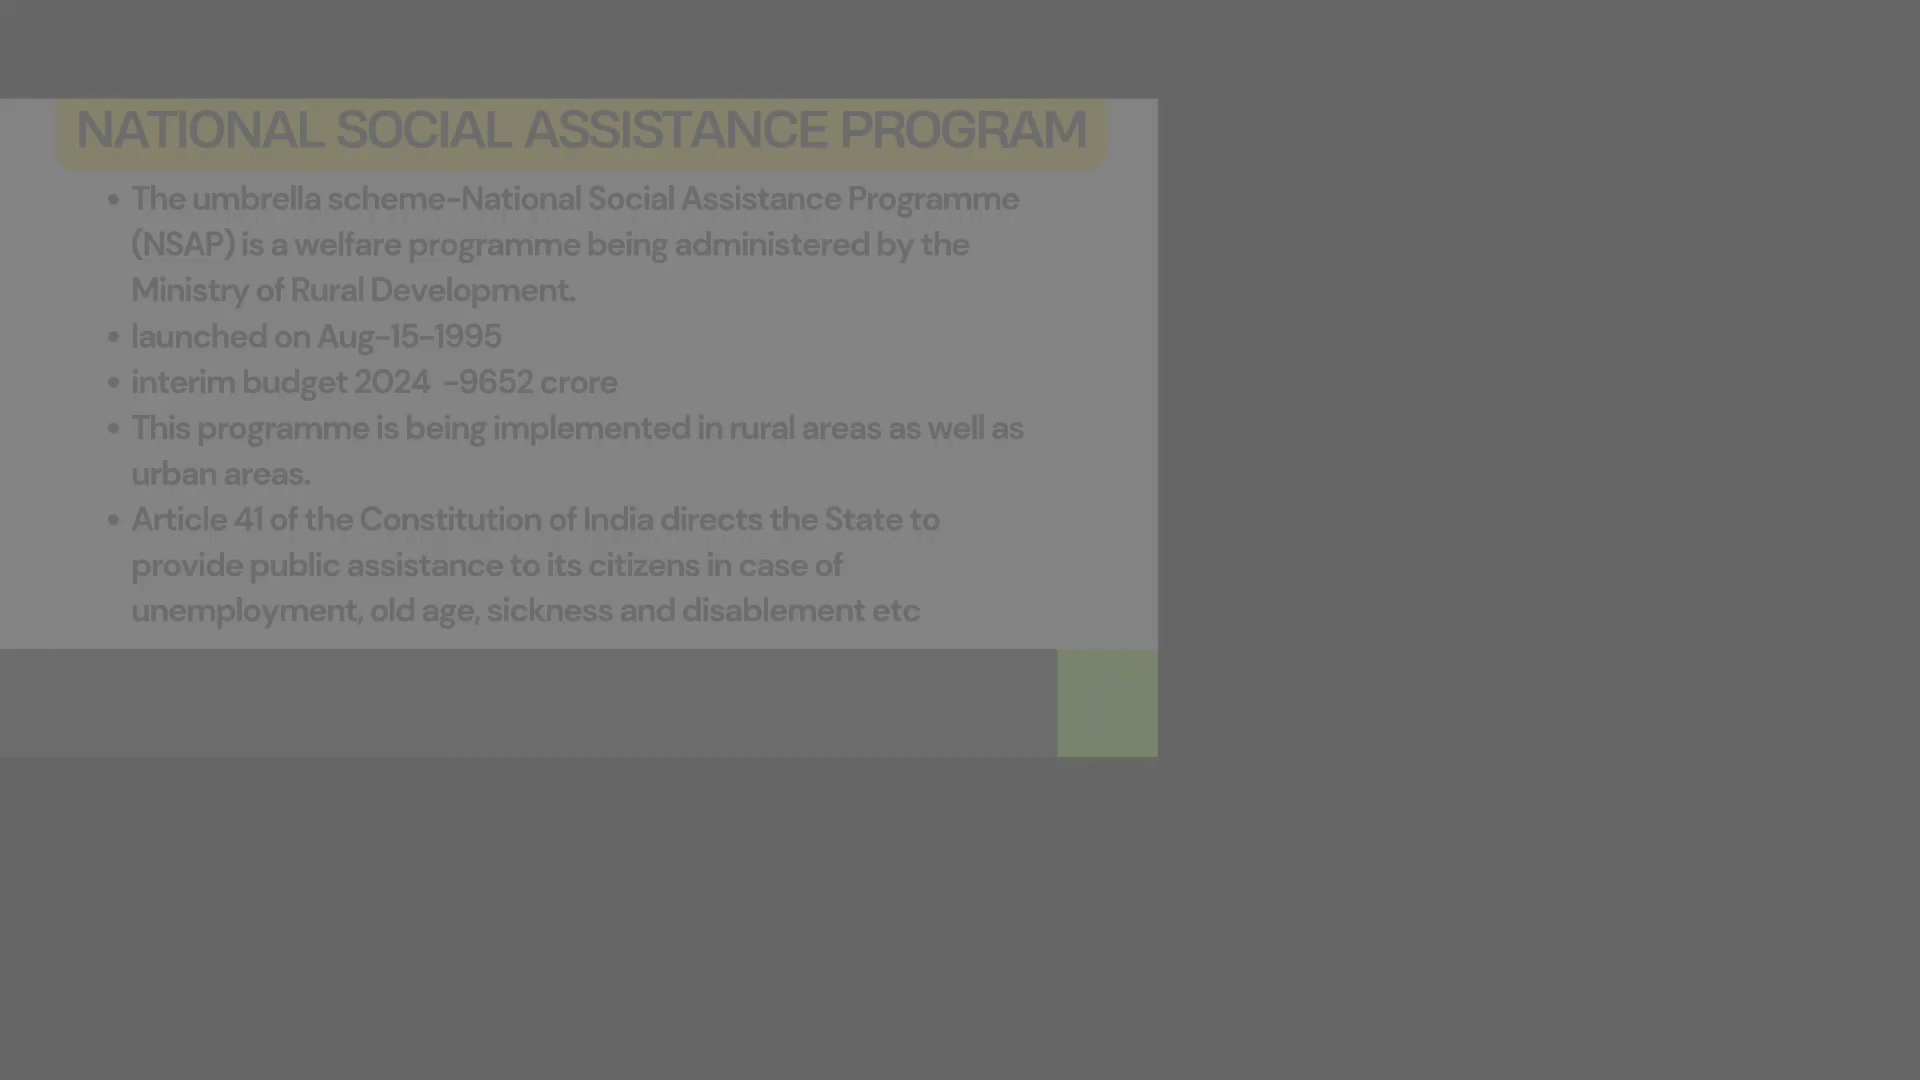 NATIONAL SOCIAL ASSISTANCE PROGRAM
• The umbrella scheme-National Social Assistance Programme
(NSAP) is a welfare programme being administered by the
Ministry of Rural Development.
• launched on Aug-15-1995
• interim budget 2024 -9652 crore
• This programme is being implemented in rural areas as well as
urban areas.
• Article 41 of the Constitution of India directs the State to
provide public assistance to its citizens in case of
unemployment, old age, sickness and disablement etc